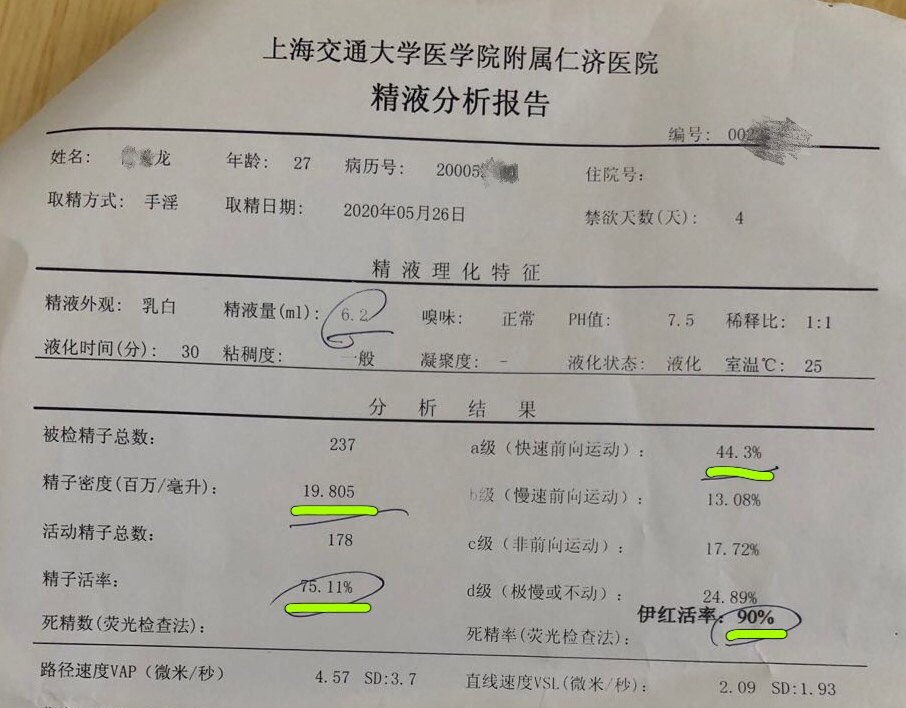 上海交通大学医学院附属仁济医院
精液分析报告
编号: 002
姓名: 龙 年龄: 27 病历号: 20005 住院号:
取精方式: 手淫 取精日期: 2020年05月26日 禁欲天数(天): 4
精液理化特征
精液外观: 乳白 精液量(ml): 6.2 嗅味: 正常 PH值: 7.5 稀释比: 1:1
液化时间(分): 30 粘稠度: 一般 凝聚度: - 液化状态: 液化 室温℃: 25
分析结果
被检精子总数: 237 a级(快速前向运动): 44.3%
精子密度(百万/毫升): 19.805 b级(慢速前向运动): 13.08%
活动精子总数: 178 c级(非前向运动): 17.72%
精子活率: 75.11% d级(极慢或不动): 24.89%
伊红活率: 90%
死精数(荧光检查法): 死精率(荧光检查法):
路径速度VAP(微米/秒) 4.57 SD:3.7 直线速度VSL(微米/秒): 2.09 SD:1.93